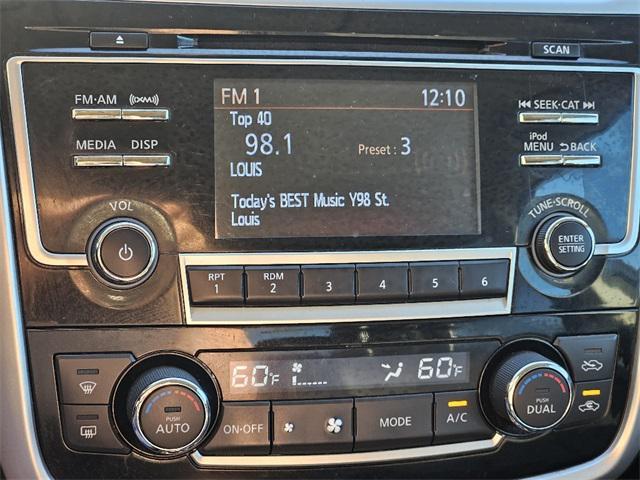 SCAN
FM·AM
((XM))
FM 1
12:10
SEEK·CAT
Top 40
98.1
Preset : 3
LOUIS
MEDIA
DISP
iPod
MENU
BACK
Today's BEST Music Y98 St.
Louis
VOL
TUNE·SCROLL
ENTER
SETTING
RPT
1
RDM
2
3
4
5
6
60°F
60°F
PUSH
AUTO
ON·OFF
MODE
A/C
PUSH
DUAL